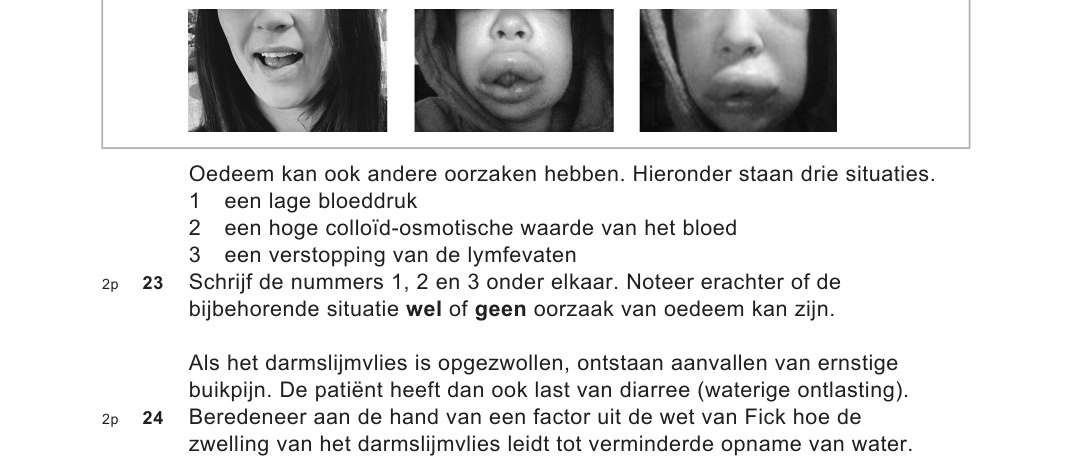 Oedeem kan ook andere oorzaken hebben. Hieronder staan drie situaties.
1 een lage bloeddruk
2 een hoge colloïd-osmotische waarde van het bloed
3 een verstopping van de lymfevaten
2p 23 Schrijf de nummers 1, 2 en 3 onder elkaar. Noteer erachter of de
bijbehorende situatie wel of geen oorzaak van oedeem kan zijn.
Als het darmslijmvlies is opgezwollen, ontstaan aanvallen van ernstige
buikpijn. De patiënt heeft dan ook last van diarree (waterige ontlasting).
2p 24 Beredeneer aan de hand van een factor uit de wet van Fick hoe de
zwelling van het darmslijmvlies leidt tot verminderde opname van water.